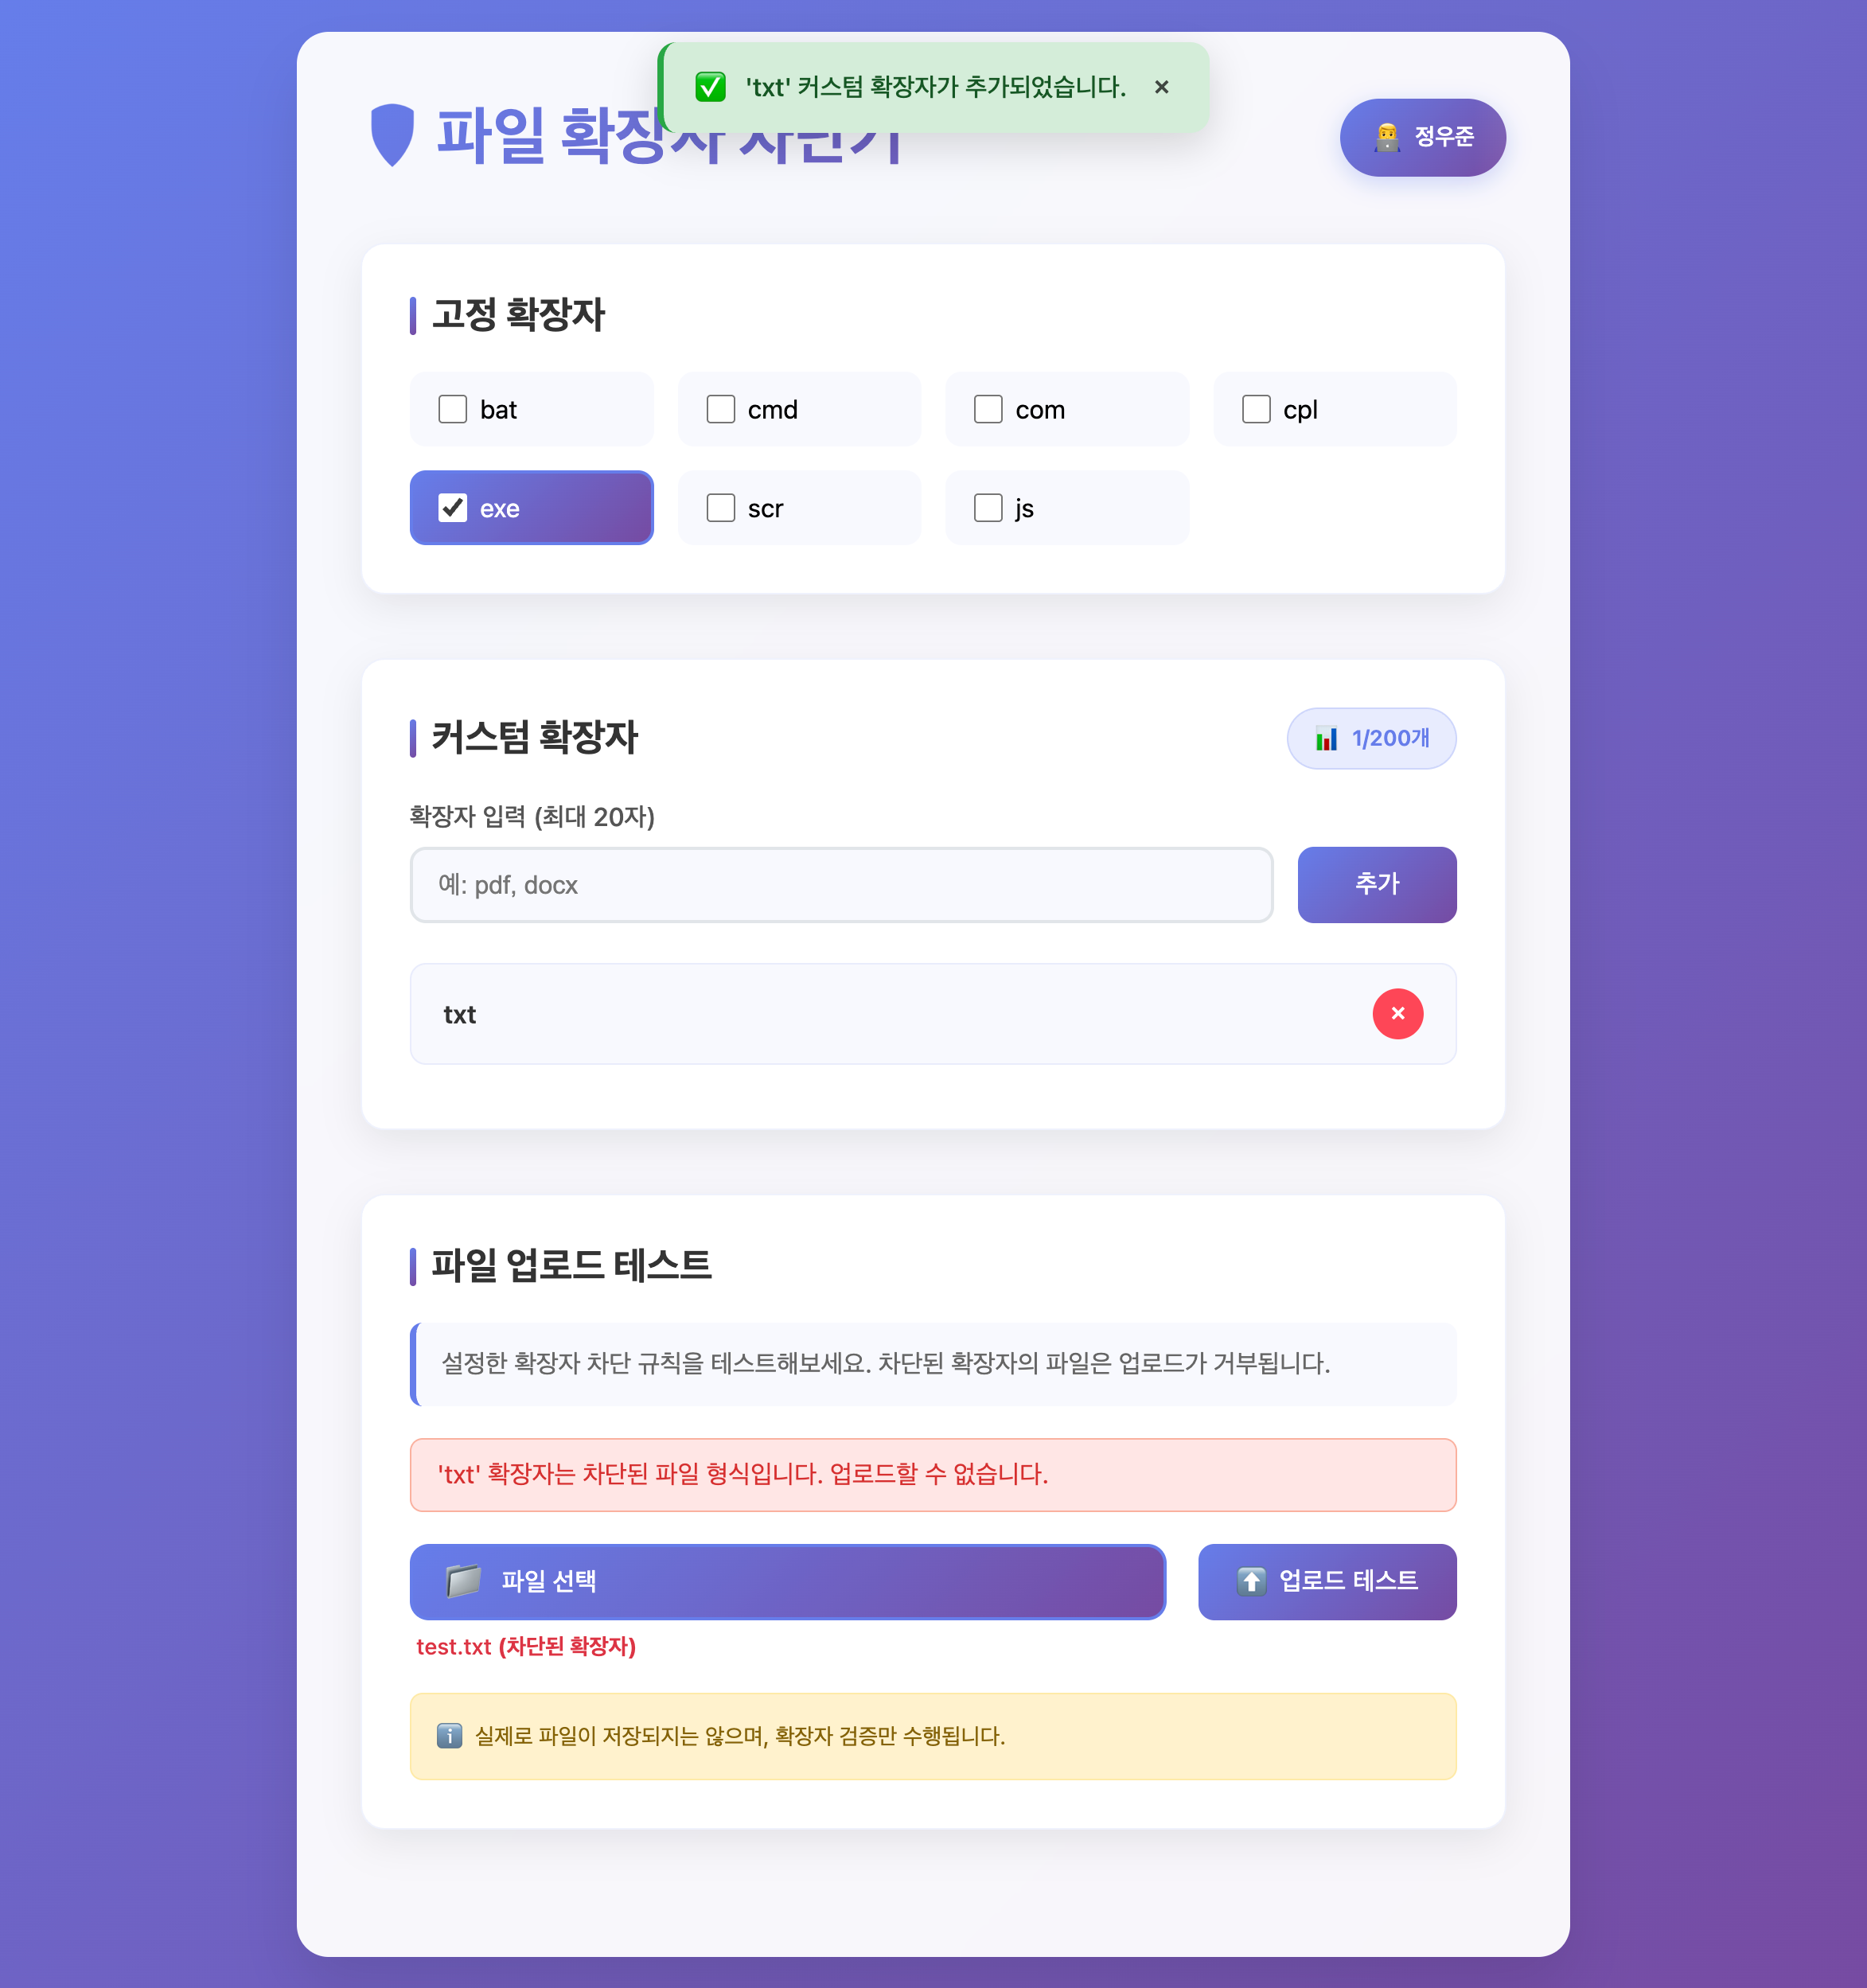 'txt' 커스텀 확장자가 추가되었습니다. ×
파일 확장자 차단기
정우준
고정 확장자
bat
cmd
com
cpl
exe
scr
js
커스텀 확장자
1/200개
확장자 입력 (최대 20자)
예: pdf, docx
추가
txt
×
파일 업로드 테스트
설정한 확장자 차단 규칙을 테스트해보세요. 차단된 확장자의 파일은 업로드가 거부됩니다.
'txt' 확장자는 차단된 파일 형식입니다. 업로드할 수 없습니다.
파일 선택
업로드 테스트
test.txt (차단된 확장자)
실제로 파일이 저장되지는 않으며, 확장자 검증만 수행됩니다.